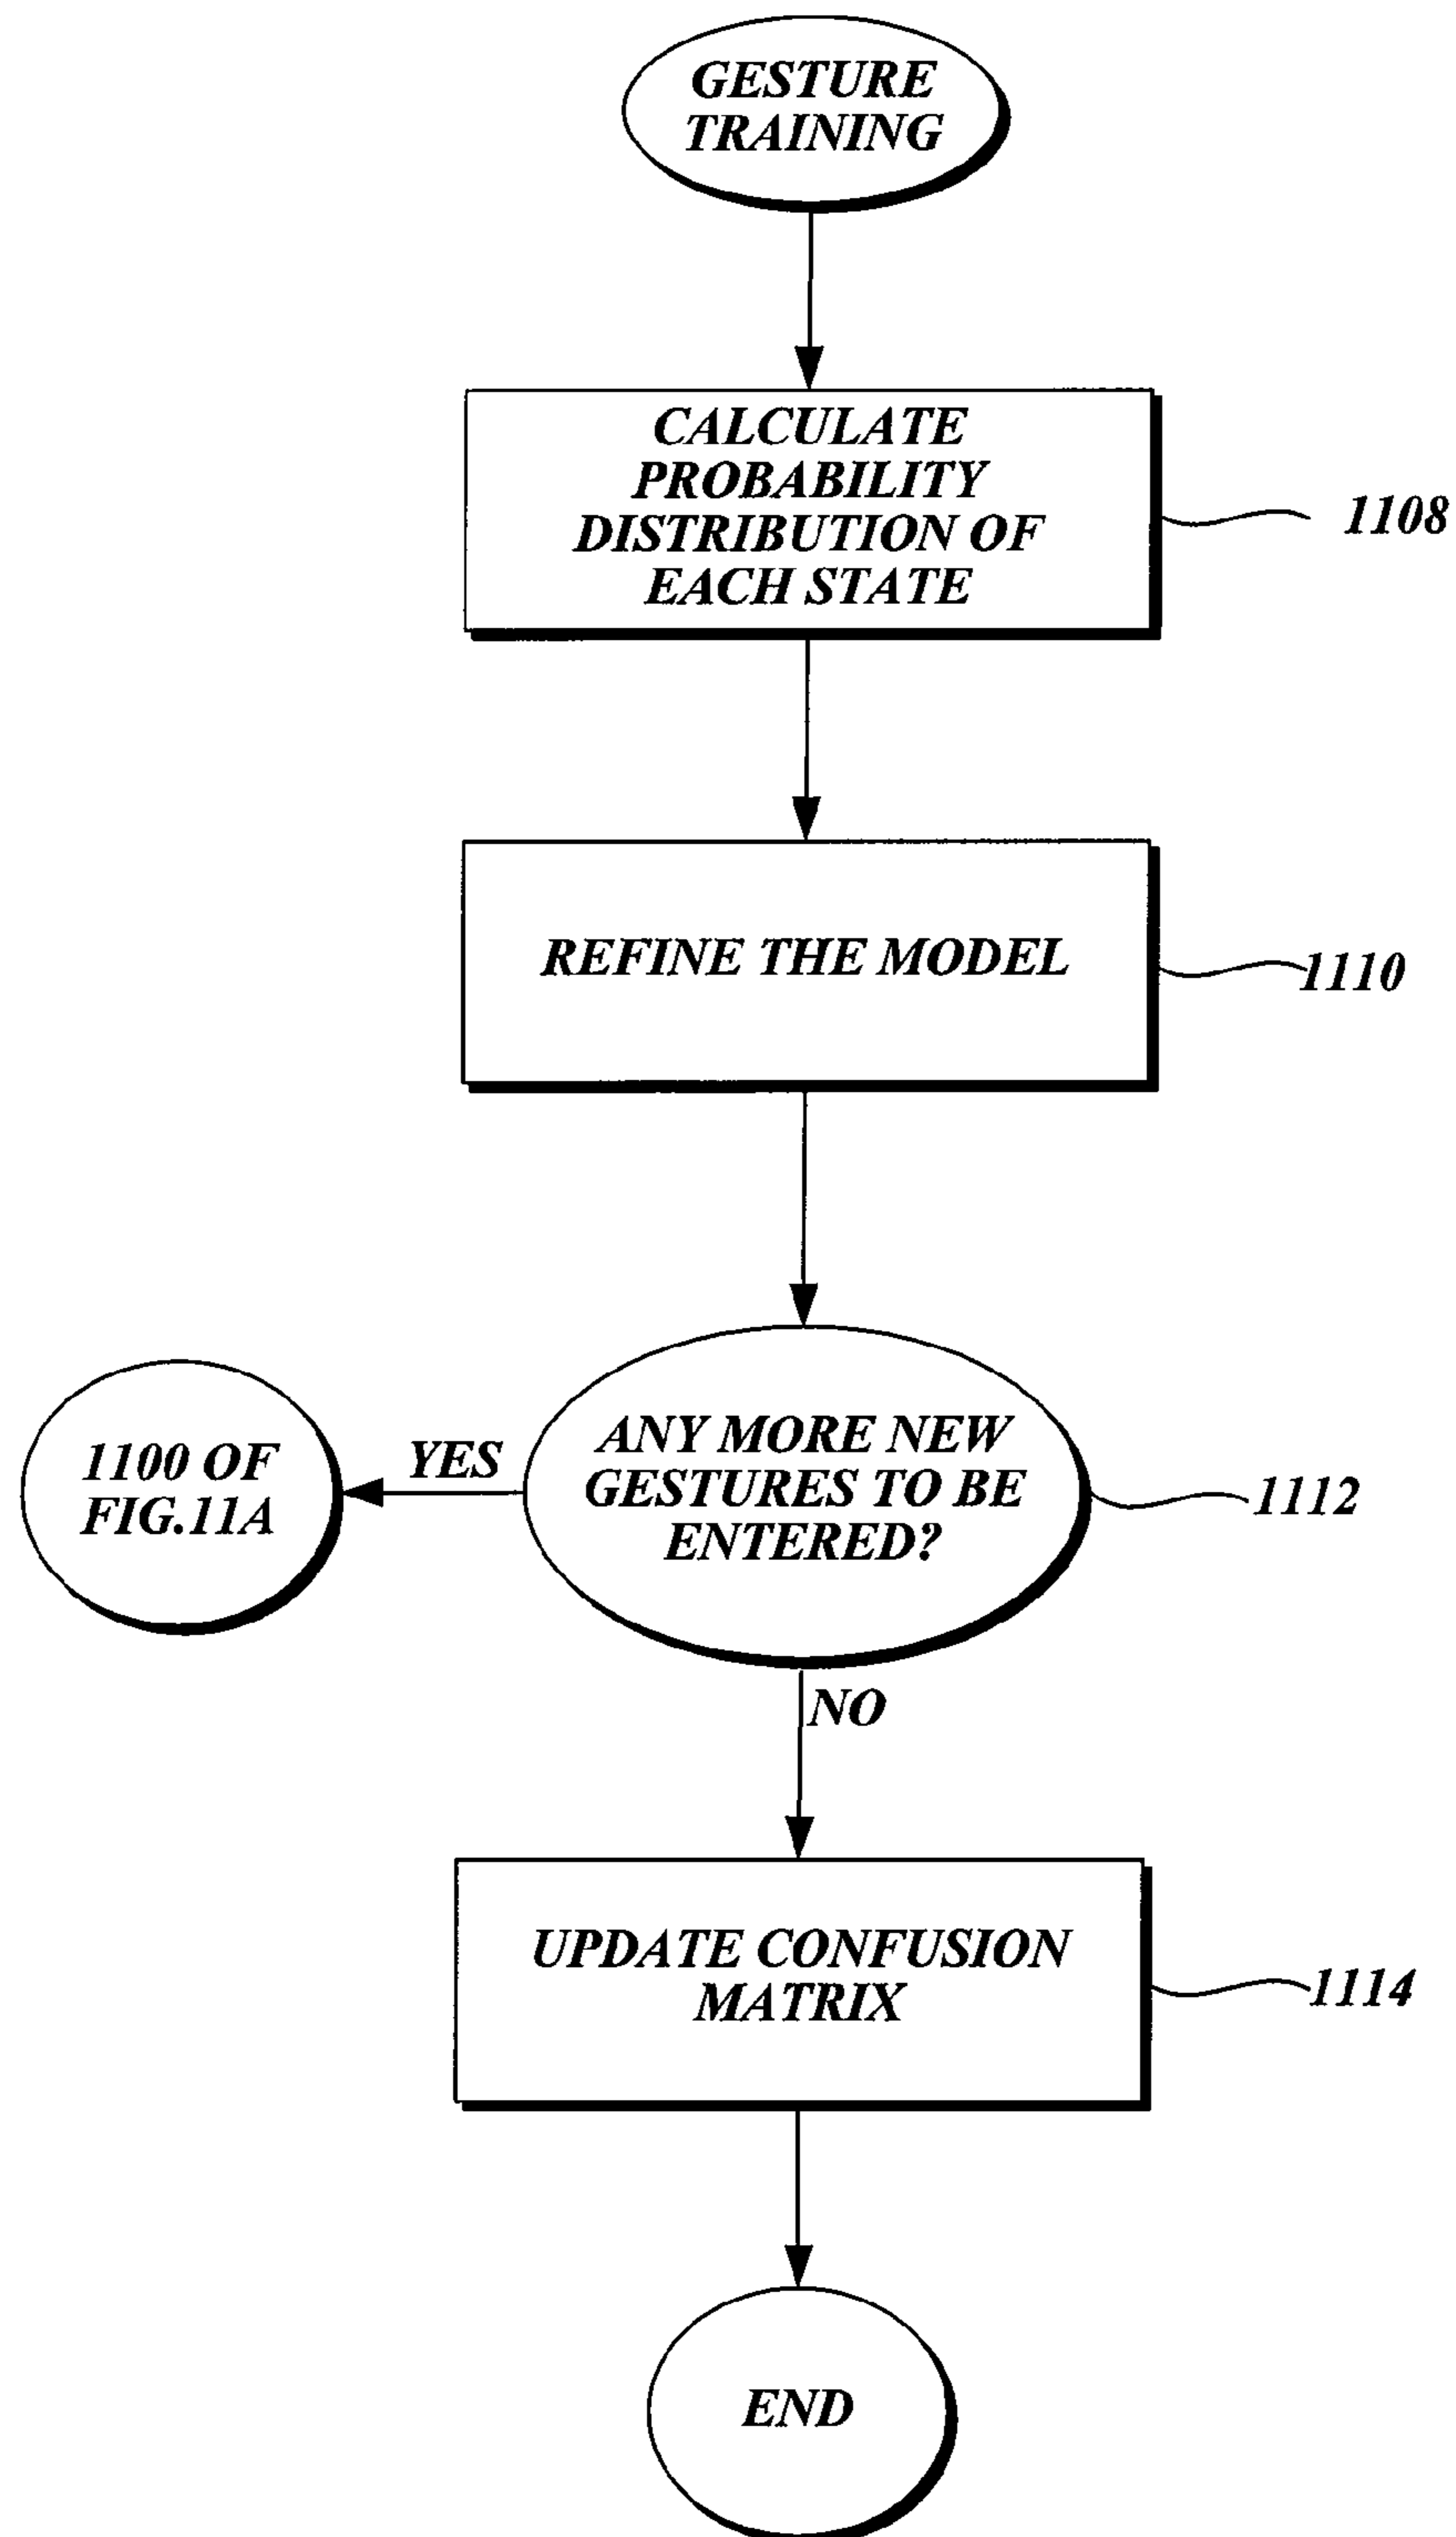 GESTURE
TRAINING
CALCULATE
PROBABILITY
DISTRIBUTION OF
EACH STATE
1108
REFINE THE MODEL
1110
ANY MORE NEW
GESTURES TO BE
ENTERED?
1112
YES
1100 OF
FIG.11A
NO
UPDATE CONFUSION
MATRIX
1114
END